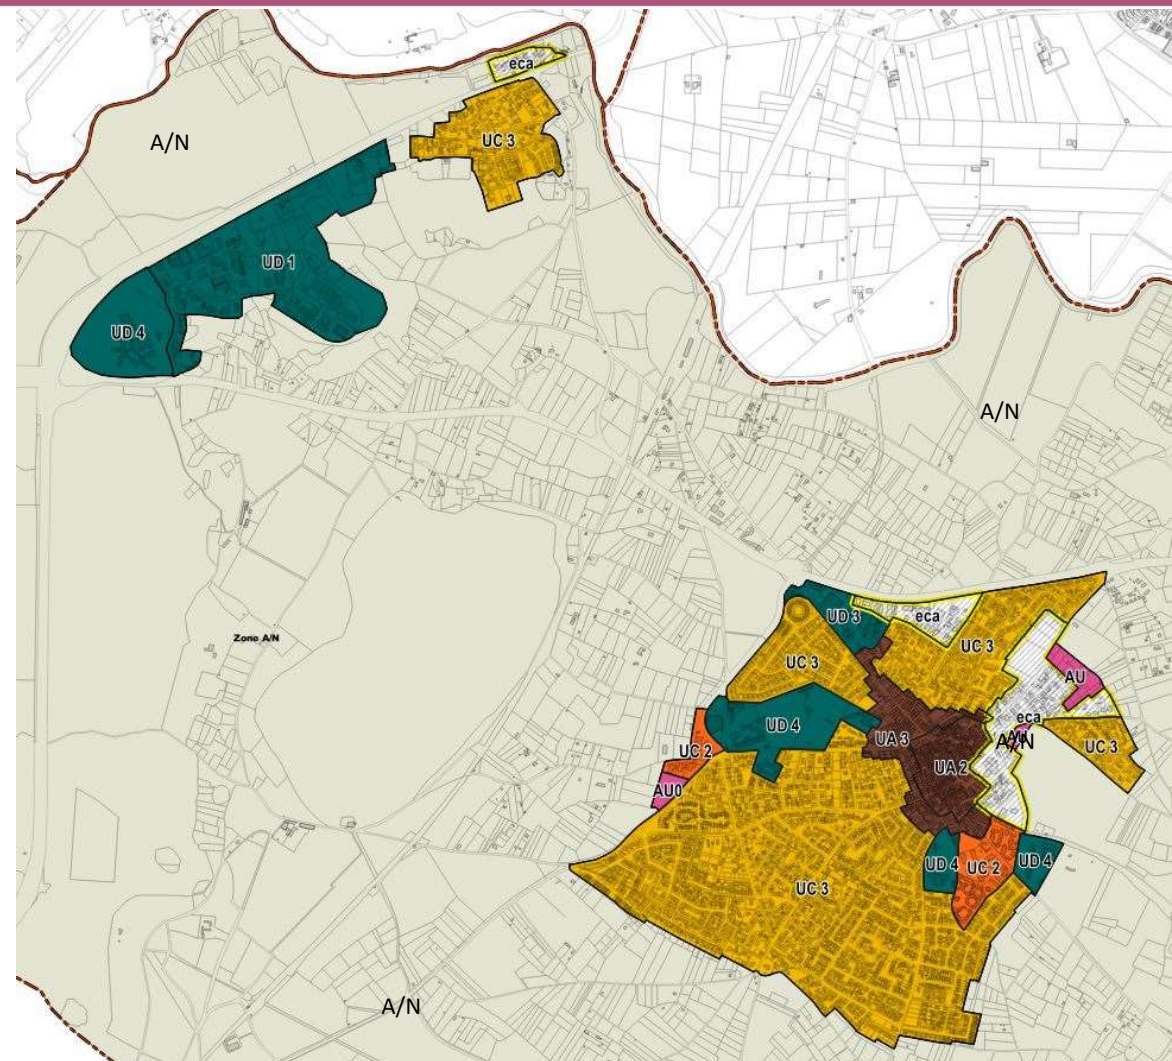 eca
A/N
UC 3
UD 1
UD 4
A/N
UD 3
eca
Zone A/N
UC 3
UC 3
AU
UD 4
eca
UA 3
A/N
UC 3
UC 2
UA 2
AU0
UD 4
UC 2
UD 4
UC 3
A/N